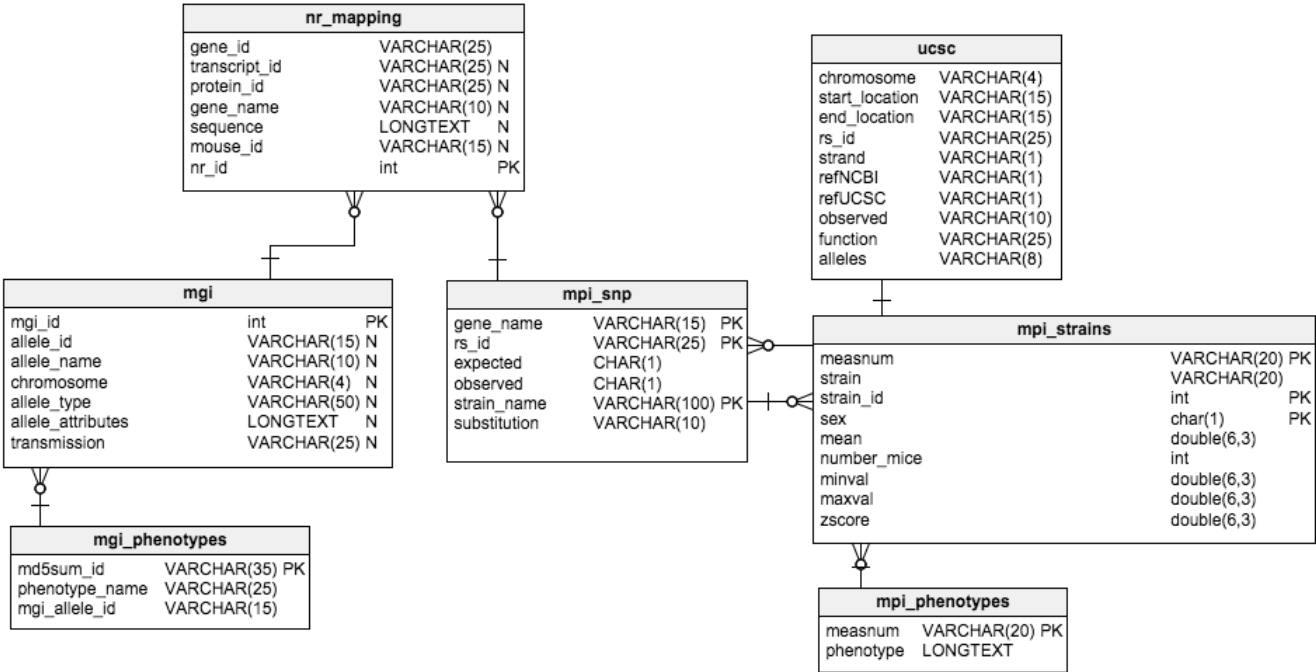 nr_mapping
gene_id VARCHAR(25)
transcript_id VARCHAR(25) N
protein_id VARCHAR(25) N
gene_name VARCHAR(10) N
sequence LONGTEXT N
mouse_id VARCHAR(15) N
nr_id int PK
ucsc
chromosome VARCHAR(4)
start_location VARCHAR(15)
end_location VARCHAR(15)
rs_id VARCHAR(25)
strand VARCHAR(1)
refNCBI VARCHAR(1)
refUCSC VARCHAR(1)
observed VARCHAR(10)
function VARCHAR(25)
alleles VARCHAR(8)
mgi
mgi_id int PK
allele_id VARCHAR(15) N
allele_name VARCHAR(10) N
chromosome VARCHAR(4) N
allele_type VARCHAR(50) N
allele_attributes LONGTEXT N
transmission VARCHAR(25) N
mpi_snp
gene_name VARCHAR(15) PK
rs_id VARCHAR(25) PK
expected CHAR(1)
observed CHAR(1)
strain_name VARCHAR(100) PK
substitution VARCHAR(10)
mpi_strains
measnum VARCHAR(20) PK
strain VARCHAR(20)
strain_id int PK
sex char(1) PK
mean double(6,3)
number_mice int
minval double(6,3)
maxval double(6,3)
zscore double(6,3)
mgi_phenotypes
md5sum_id VARCHAR(35) PK
phenotype_name VARCHAR(25)
mgi_allele_id VARCHAR(15)
mpi_phenotypes
measnum VARCHAR(20) PK
phenotype LONGTEXT